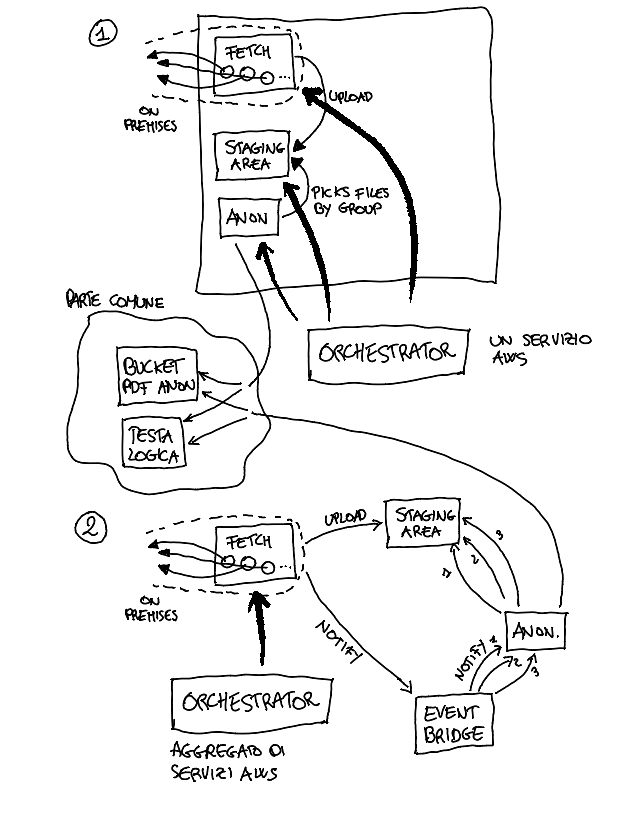 1
FETCH
...
UPLOAD
ON
PREMISES
STAGING
AREA
PICKS FILES
BY GROUP
ANON
PARTE COMUNE
ORCHESTRATOR
UN SERVIZIO
AWS
BUCKET
PDF ANON
TESTA
LOGICA
2
FETCH
...
UPLOAD
STAGING
AREA
3
2
1
ON
PREMISES
NOTIFY
ANON.
NOTIFY 1
2
3
ORCHESTRATOR
EVENT
BRIDGE
AGGREGATO DI
SERVIZI AWS